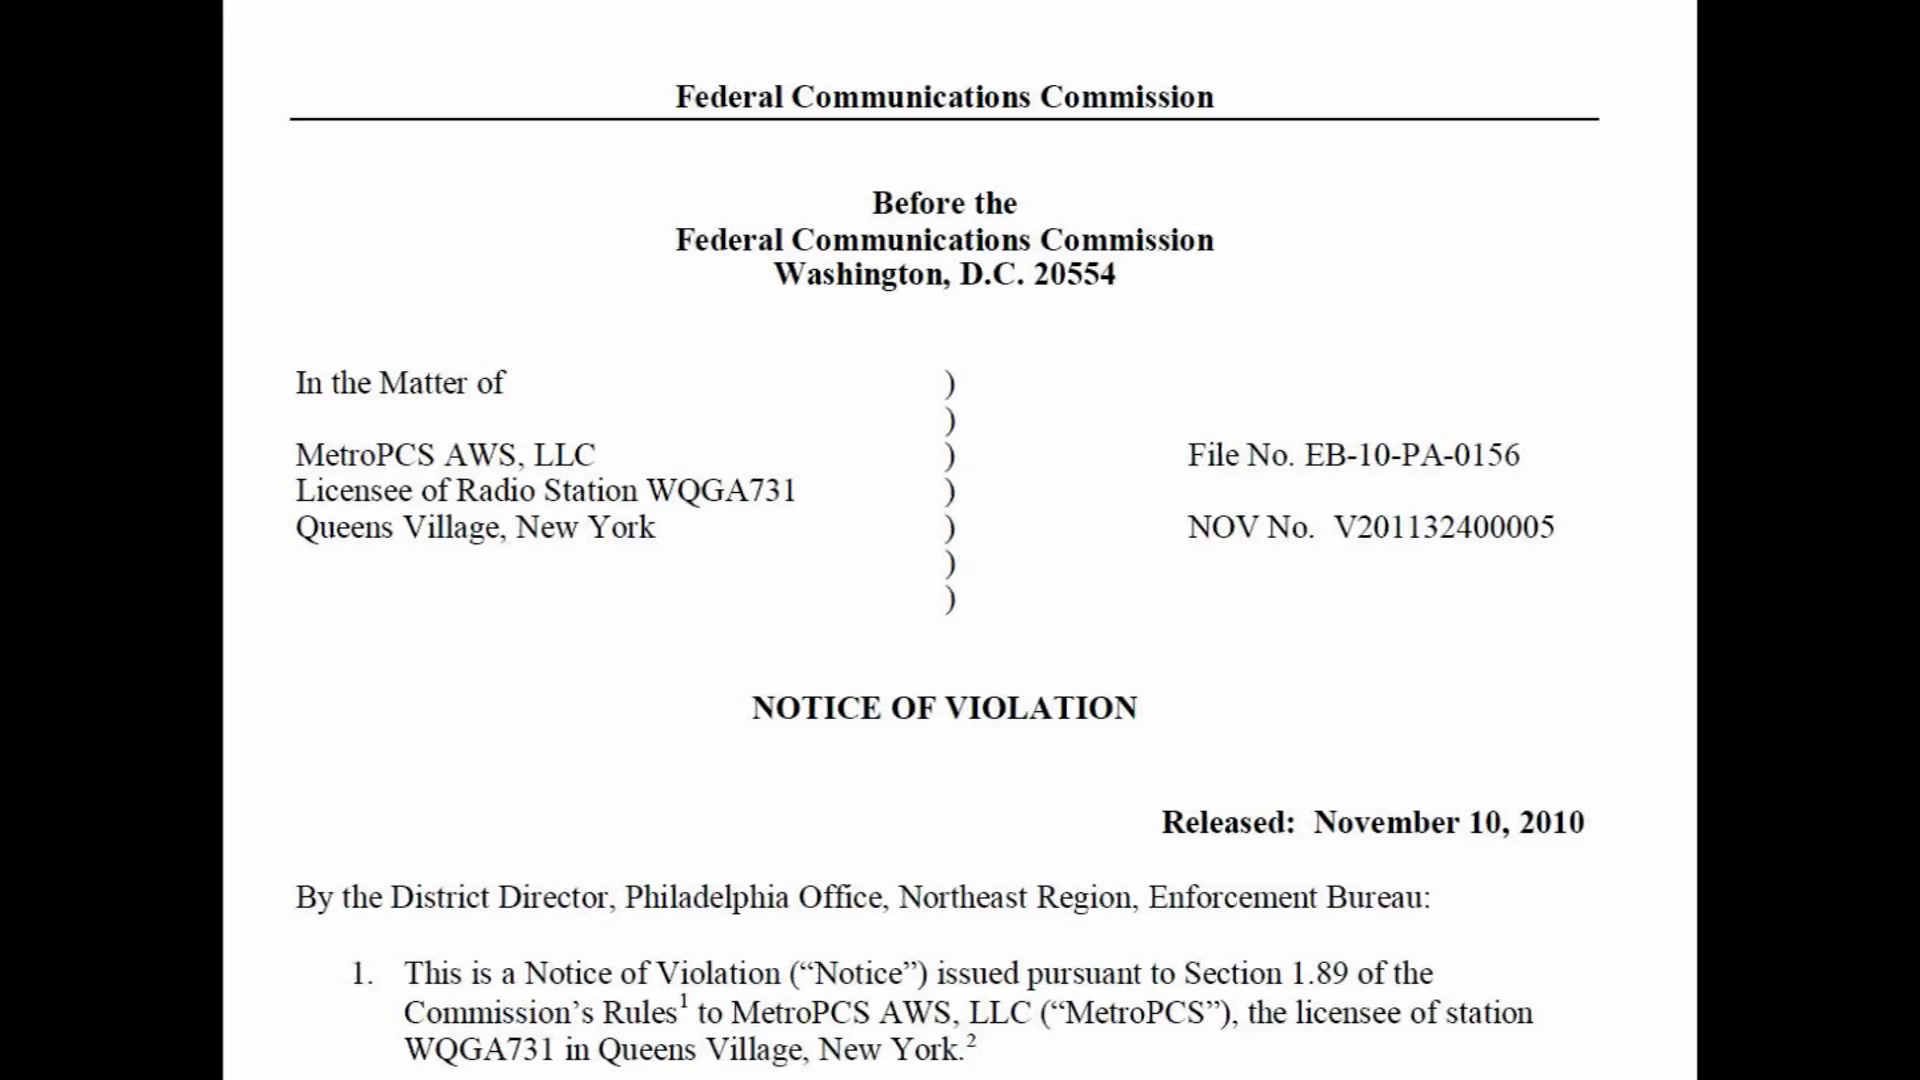 Federal Communications Commission
Before the
Federal Communications Commission
Washington, D.C. 20554
In the Matter of )
)
MetroPCS AWS, LLC ) File No. EB-10-PA-0156
Licensee of Radio Station WQGA731 )
Queens Village, New York ) NOV No. V201132400005
)
)
NOTICE OF VIOLATION
Released: November 10, 2010
By the District Director, Philadelphia Office, Northeast Region, Enforcement Bureau:
1. This is a Notice of Violation (“Notice”) issued pursuant to Section 1.89 of the
Commission’s Rules¹ to MetroPCS AWS, LLC (“MetroPCS”), the licensee of station
WQGA731 in Queens Village, New York.²